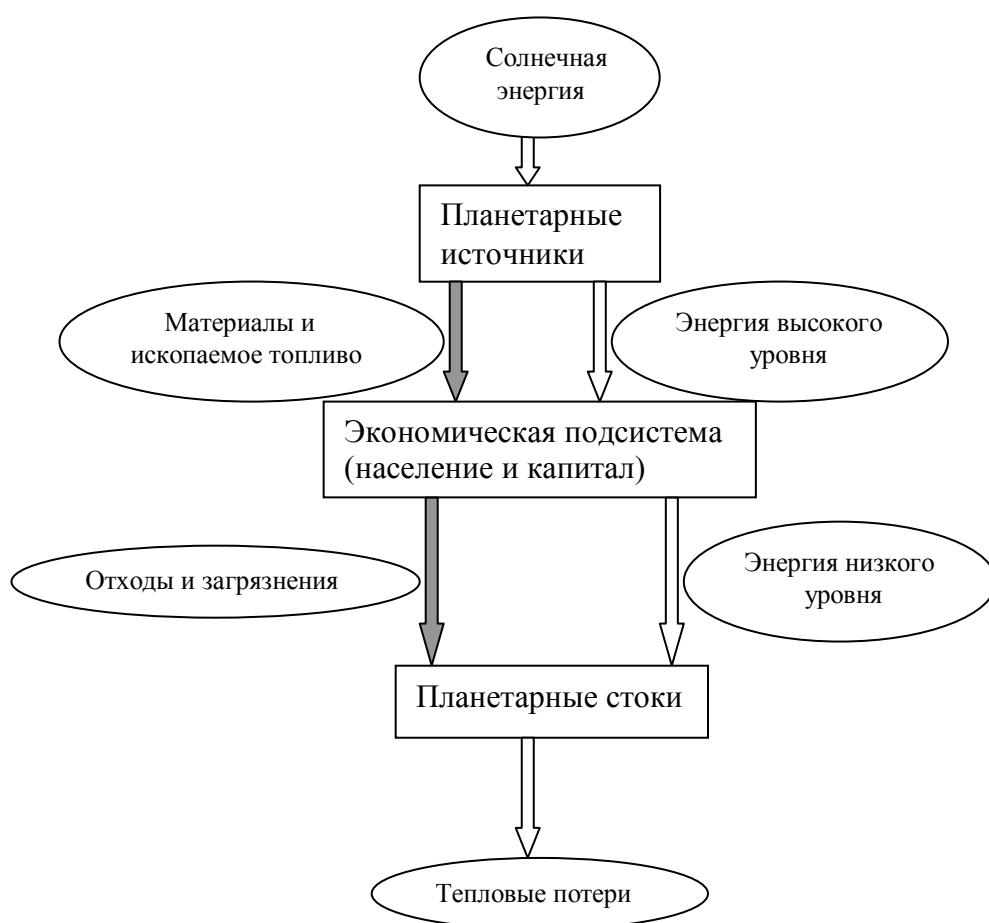 Солнечная
энергия
Планетарные
источники
Материалы и
ископаемое топливо
Энергия высокого
уровня
Экономическая подсистема
(население и капитал)
Отходы и загрязнения
Энергия низкого
уровня
Планетарные стоки
Тепловые потери